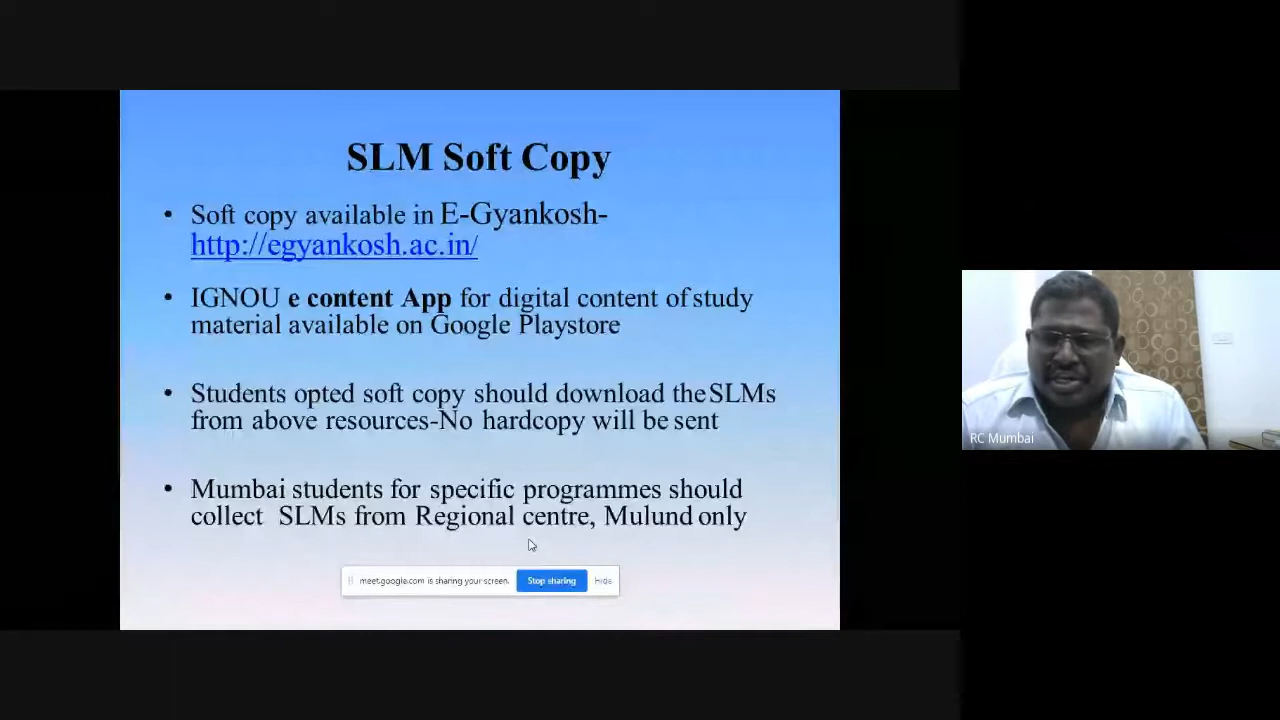 SLM Soft Copy
• Soft copy available in E-Gyankosh-
http://egyankosh.ac.in/
• IGNOU e content App for digital content of study
material available on Google Playstore
• Students opted soft copy should download the SLMs
from above resources-No hardcopy will be sent
• Mumbai students for specific programmes should
collect SLMs from Regional centre, Mulund only
meet.google.com is sharing your screen. Stop sharing Hide
RC Mumbai